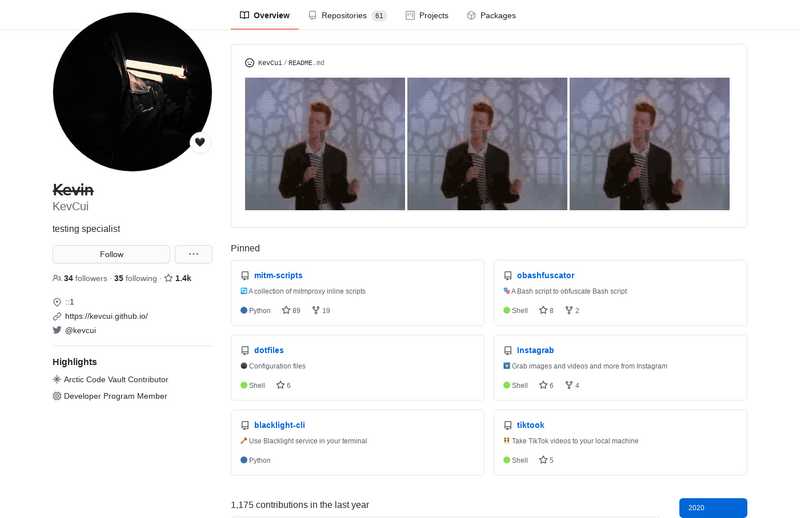 Overview
Repositories 61
Projects
Packages
Kevin
KevCui
testing specialist
Follow
34 followers · 35 following · 1.4k
::1
https://kevcui.github.io/
@kevcui
Highlights
Arctic Code Vault Contributor
Developer Program Member
KevCui / README.md
Pinned
mitm-scripts
A collection of mitmproxy inline scripts
Python 89 19
obashfuscator
A Bash script to obfuscate Bash script
Shell 8 2
dotfiles
Configuration files
Shell 6
Instagrab
Grab images and videos and more from Instagram
Shell 6 4
blacklight-cli
Use Blacklight service in your terminal
Python
tiktook
Take TikTok videos to your local machine
Shell 5
1,175 contributions in the last year
2020